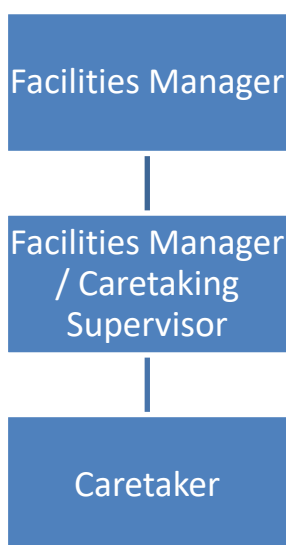 Facilities Manager
Facilities Manager
/ Caretaking
Supervisor
Caretaker